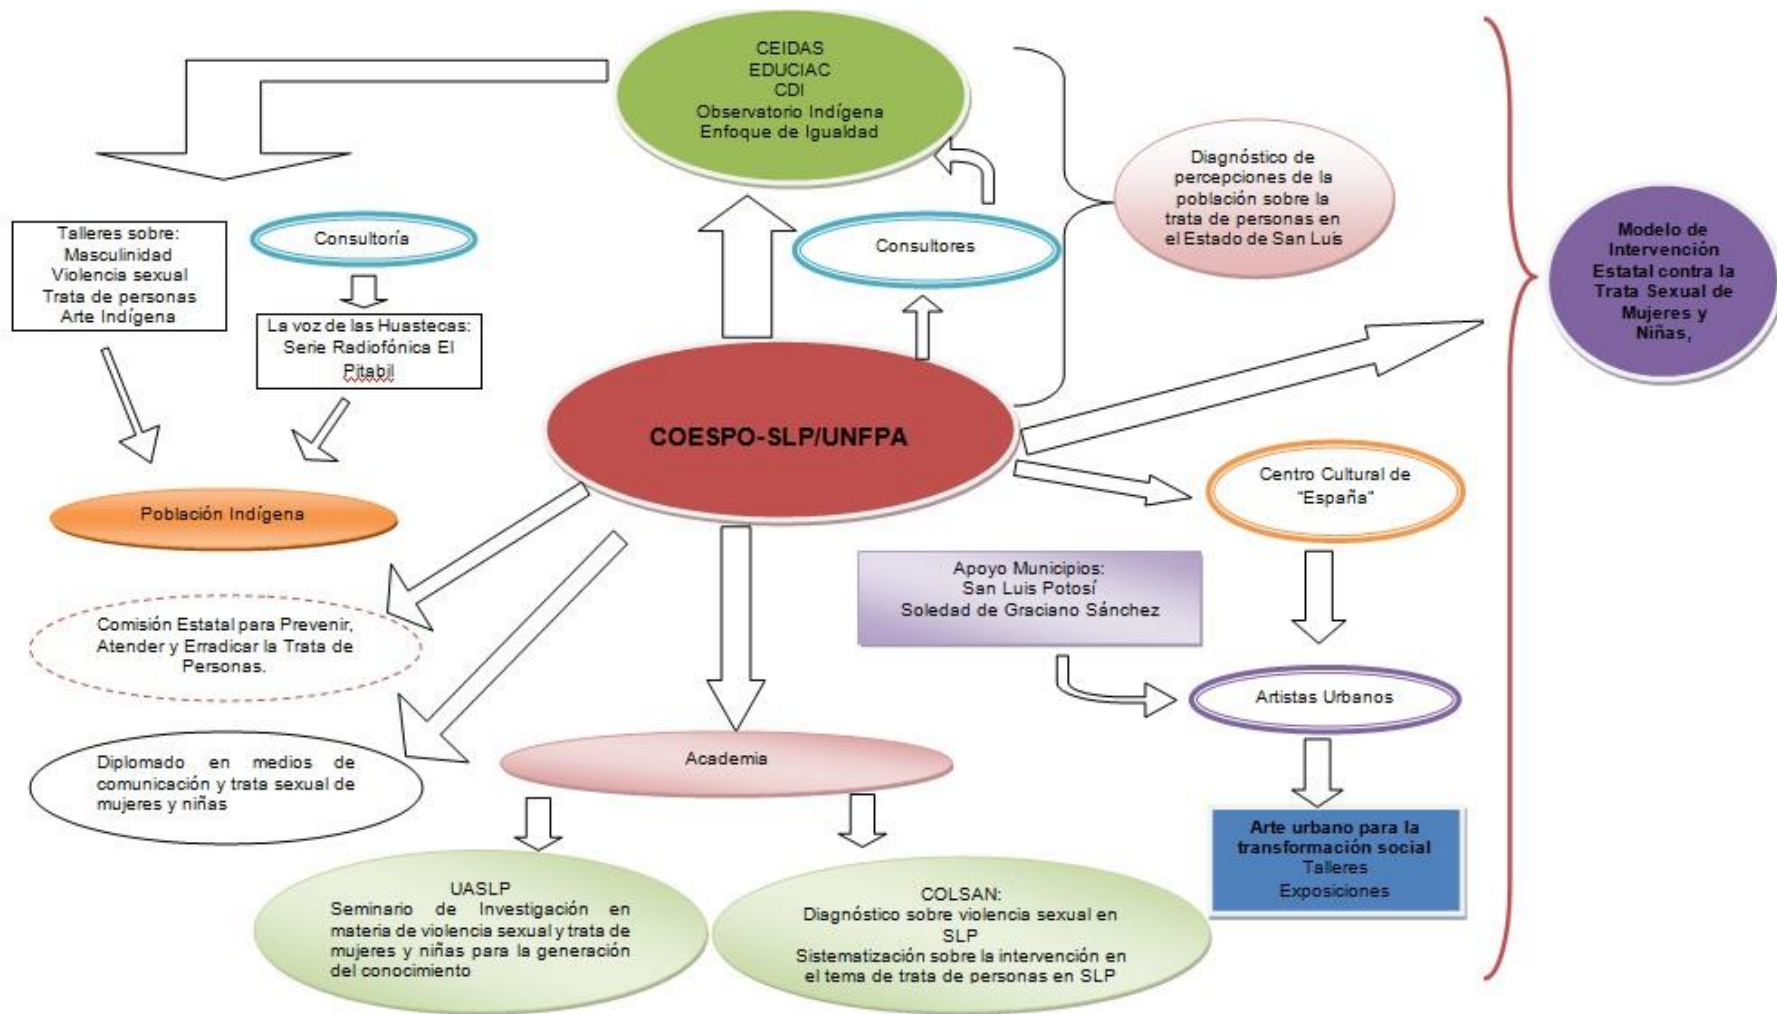 CEIDAS
EDUCIAC
CDI
Observatorio Indígena
Enfoque de Igualdad
Diagnóstico de
percepciones de la
población sobre la
trata de personas en
el Estado de San Luis
Modelo de
Intervención
Estatal contra la
Trata Sexual de
Mujeres y
Niñas,
Talleres sobre:
Masculinidad
Violencia sexual
Trata de personas
Arte Indígena
Consultoría
Consultores
La voz de las Huastecas:
Serie Radiofónica El
Pitabil
COESPO-SLP/UNFPA
Centro Cultural de
"España"
Población Indígena
Apoyo Municipios:
San Luis Potosí
Soledad de Graciano Sánchez
Comisión Estatal para Prevenir,
Atender y Erradicar la Trata de
Personas.
Artistas Urbanos
Diplomado en medios de
comunicación y trata sexual de
mujeres y niñas
Academia
Arte urbano para la
transformación social
Talleres
Exposiciones
UASLP
Seminario de Investigación en
materia de violencia sexual y trata de
mujeres y niñas para la generación
del conocimiento
COLSAN:
Diagnóstico sobre violencia sexual en
SLP
Sistematización sobre la intervención en
el tema de trata de personas en SLP